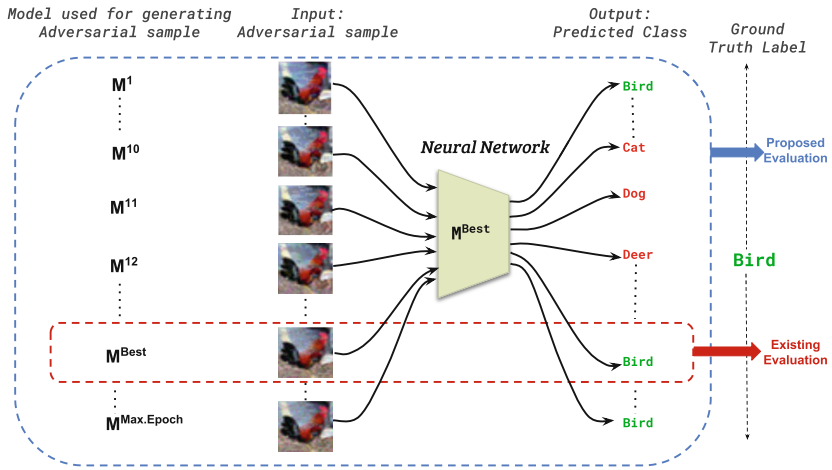 Model used for generating
Adversarial sample
Input:
Adversarial sample
Output:
Predicted Class
Ground
Truth Label
M1
Bird
Neural Network
Proposed
Evaluation
M10
Cat
M11
Dog
MBest
M12
Deer
Bird
MBest
Bird
Existing
Evaluation
MMax.Epoch
Bird